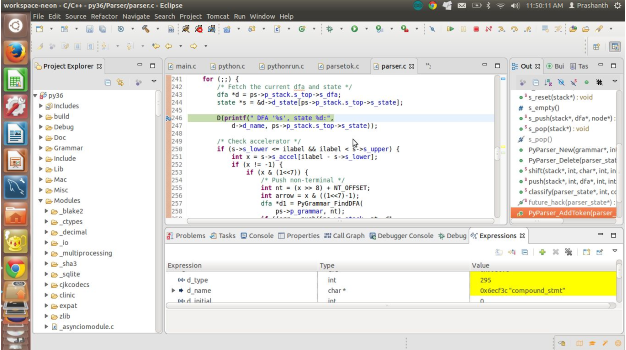 workspace-neon - C/C++ - py36/Parser/parser.c - Eclipse
11:50:11 AM Prashanth
File Edit Source Refactor Navigate Search Project Tomcat Run Window Help
Project Explorer
py36
Includes
build
Debug
Doc
Grammar
Include
Lib
Mac
Misc
Modules
_blake2
_ctypes
_decimal
_io
_multiprocessing
_sha3
_sqlite
cjkcodecs
clinic
expat
zlib
_asynciomodule.c
main.c python.c pythonrun.c parsetok.c parser.c
241 for (;;) {
242 /* Fetch the current dfa and state */
243 dfa *d = ps->p_stack.s_top->s_dfa;
244 state *s = &d->d_state[ps->p_stack.s_top->s_state];
245
246 D(printf(" DFA '%s', state %d:",
247 d->d_name, ps->p_stack.s_top->s_state));
248
249 /* Check accelerator */
250 if (s->s_lower <= ilabel && ilabel < s->s_upper) {
251 int x = s->s_accel[ilabel - s->s_lower];
252 if (x != -1) {
253 if (x & (1<<7)) {
254 /* Push non-terminal */
255 int nt = (x >> 8) + NT_OFFSET;
256 int arrow = x & ((1<<7)-1);
257 dfa *d1 = PyGrammar_FindDFA(
258 ps->p_grammar, nt);
Out Bui Tas
s_reset(stack*) : void
s_empty()
s_push(stack*, dfa*, node*)
s_pop(stack*) : void
s_pop()
PyParser_New(grammar*, int
PyParser_Delete(parser_state
shift(stack*, int, char*, int, int
push(stack*, int, dfa*, int, int
classify(parser_state*, int, c
future_hack(parser_state*)
PyParser_AddToken(parser_
Problems Tasks Console Properties Call Graph Debugger Console Debug Expressions
Expression Type Value
d_type int 295
d_name char * 0x6ecf3c "compound_stmt"
d_initial int 0